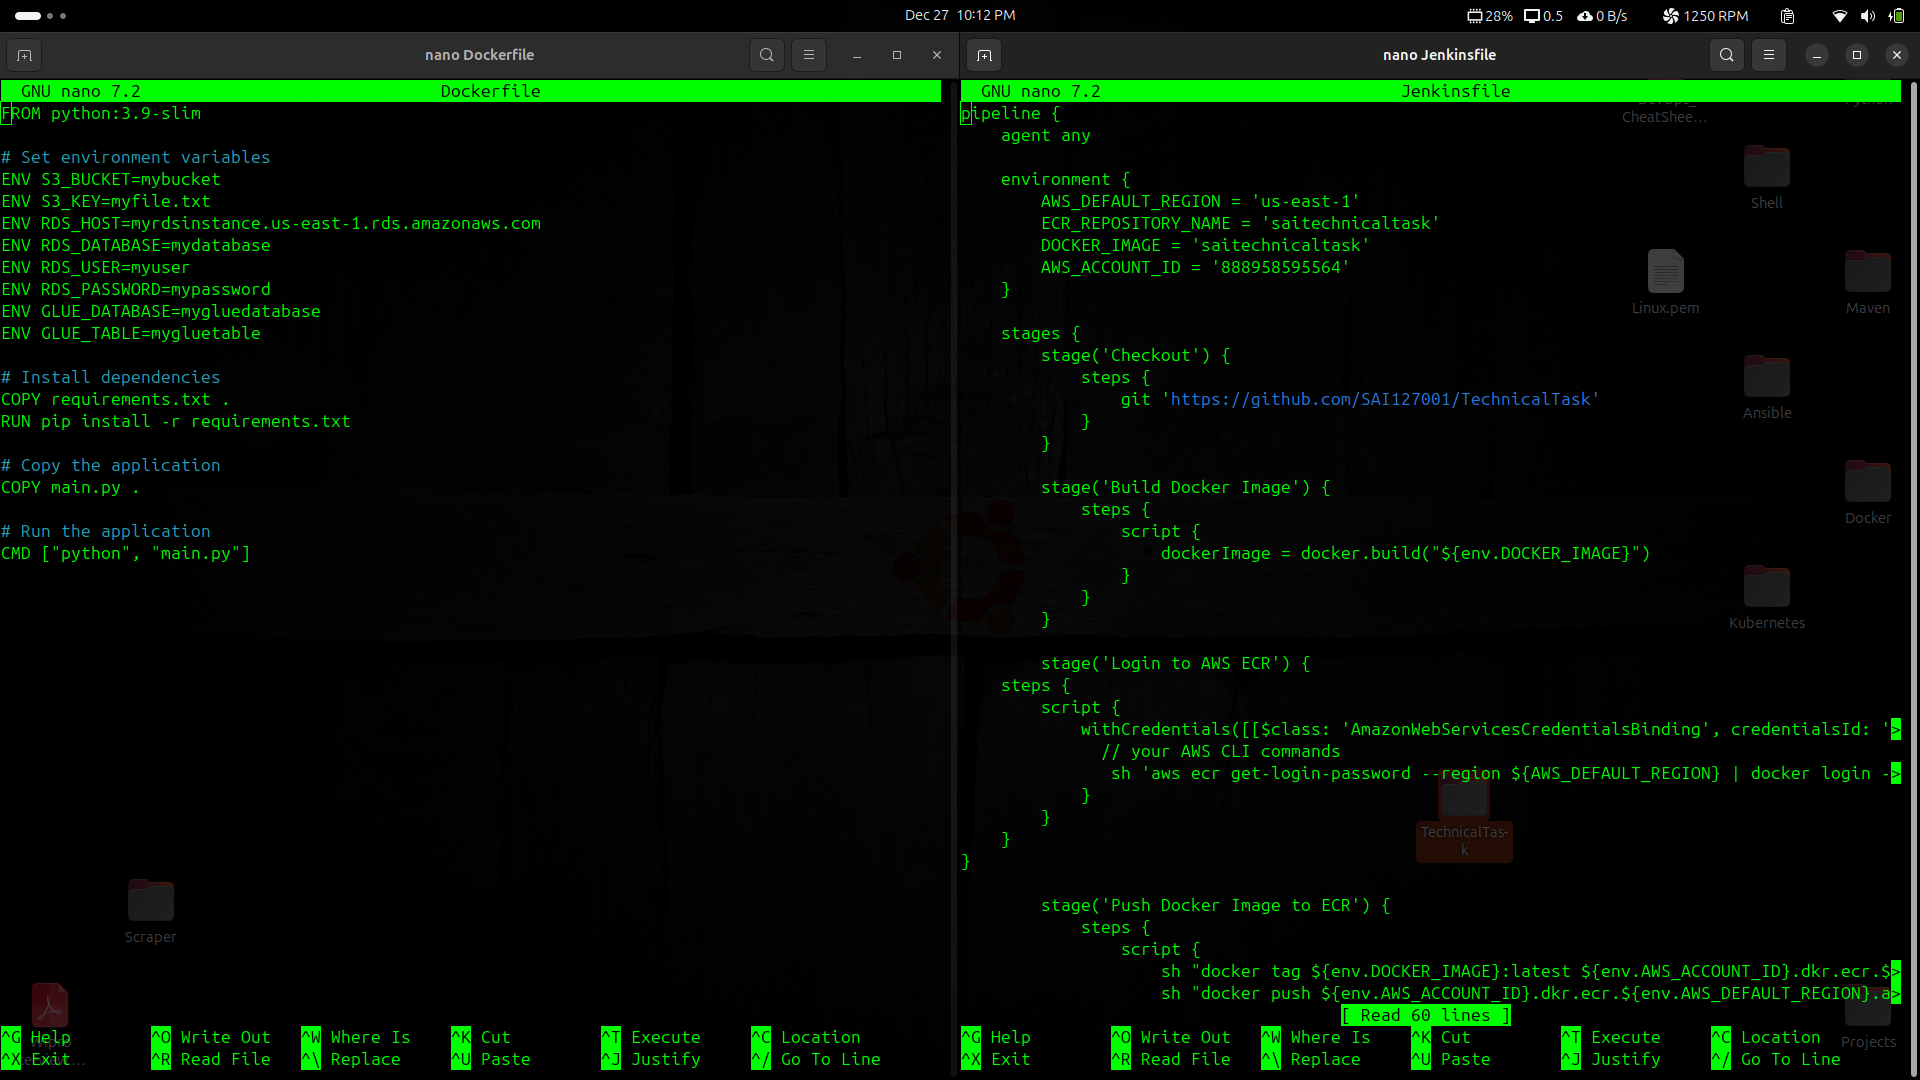 Dec 27 10:12 PM
28% 0.5 0 B/s 1250 RPM
nano Dockerfile
GNU nano 7.2 Dockerfile
FROM python:3.9-slim
# Set environment variables
ENV S3_BUCKET=mybucket
ENV S3_KEY=myfile.txt
ENV RDS_HOST=myrdsinstance.us-east-1.rds.amazonaws.com
ENV RDS_DATABASE=mydatabase
ENV RDS_USER=myuser
ENV RDS_PASSWORD=mypassword
ENV GLUE_DATABASE=mygluedatabase
ENV GLUE_TABLE=mygluetable
# Install dependencies
COPY requirements.txt .
RUN pip install -r requirements.txt
# Copy the application
COPY main.py .
# Run the application
CMD ["python", "main.py"]
Scraper
^G Help ^O Write Out ^W Where Is ^K Cut ^T Execute ^C Location
^X Exit ^R Read File ^\ Replace ^U Paste ^J Justify ^/ Go To Line
nano Jenkinsfile
GNU nano 7.2 Jenkinsfile
pipeline {
    agent any
    environment {
        AWS_DEFAULT_REGION = 'us-east-1'
        ECR_REPOSITORY_NAME = 'saitechnicaltask'
        DOCKER_IMAGE = 'saitechnicaltask'
        AWS_ACCOUNT_ID = '888958595564'
    }
    stages {
        stage('Checkout') {
            steps {
                git 'https://github.com/SAI127001/TechnicalTask'
            }
        }
        stage('Build Docker Image') {
            steps {
                script {
                    dockerImage = docker.build("${env.DOCKER_IMAGE}")
                }
            }
        }
        stage('Login to AWS ECR') {
    steps {
        script {
            withCredentials([[$class: 'AmazonWebServicesCredentialsBinding', credentialsId: '>
              // your AWS CLI commands
               sh 'aws ecr get-login-password --region ${AWS_DEFAULT_REGION} | docker login ->
            }
        }
    }
}
        stage('Push Docker Image to ECR') {
            steps {
                script {
                    sh "docker tag ${env.DOCKER_IMAGE}:latest ${env.AWS_ACCOUNT_ID}.dkr.ecr.$>
                    sh "docker push ${env.AWS_ACCOUNT_ID}.dkr.ecr.${env.AWS_DEFAULT_REGION}.a>
[ Read 60 lines ]
^G Help ^O Write Out ^W Where Is ^K Cut ^T Execute ^C Location
^X Exit ^R Read File ^\ Replace ^U Paste ^J Justify ^/ Go To Line
CheatShee...
Shell
Linux.pem
Maven
Ansible
Docker
Kubernetes
TechnicalTas-
k
Projects